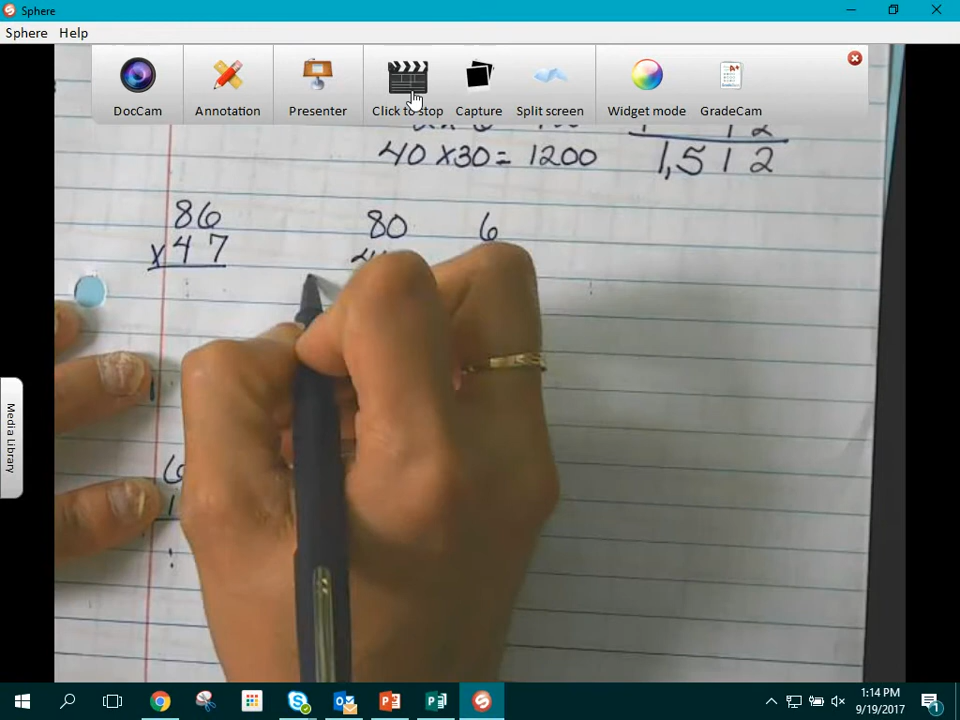 Sphere
Sphere Help
DocCam Annotation Presenter Click to stop Capture Split screen Widget mode GradeCam
40 x 30 = 1200 1,512
86 80 6
x 47
Media Library
1:14 PM
9/19/2017